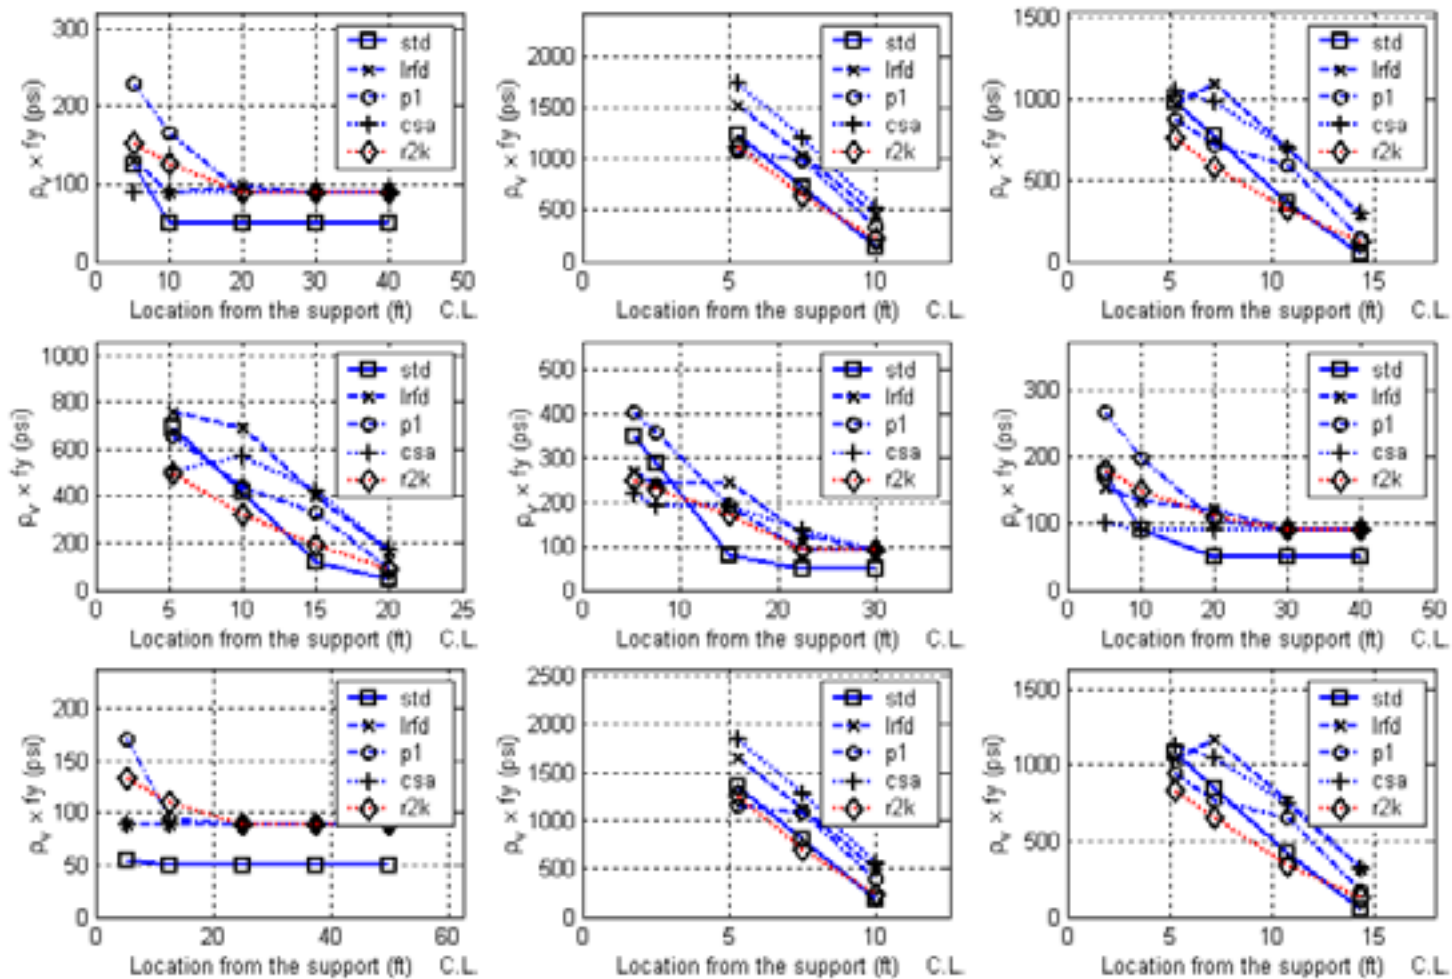 300
200
100
0
ρv × fy (psi)
std
lrfd
p1
csa
r2k
0 10 20 30 40 50
Location from the support (ft) C.L.
2000
1500
1000
500
0
ρv × fy (psi)
std
lrfd
p1
csa
r2k
0 5 10
Location from the support (ft) C.L.
1500
1000
500
0
ρv × fy (psi)
std
lrfd
p1
csa
r2k
0 5 10 15
Location from the support (ft) C.L.
1000
800
600
400
200
0
ρv × fy (psi)
std
lrfd
p1
csa
r2k
0 5 10 15 20 25
Location from the support (ft) C.L.
500
400
300
200
100
0
ρv × fy (psi)
std
lrfd
p1
csa
r2k
0 10 20 30
Location from the support (ft) C.L.
300
200
100
0
ρv × fy (psi)
std
lrfd
p1
csa
r2k
0 10 20 30 40 50
Location from the support (ft) C.L.
200
150
100
50
0
ρv × fy (psi)
std
lrfd
p1
csa
r2k
0 20 40 60
Location from the support (ft) C.L.
2500
2000
1500
1000
500
0
ρv × fy (psi)
std
lrfd
p1
csa
r2k
0 5 10
Location from the support (ft) C.L.
1500
1000
500
0
ρv × fy (psi)
std
lrfd
p1
csa
r2k
0 5 10 15
Location from the support (ft) C.L.